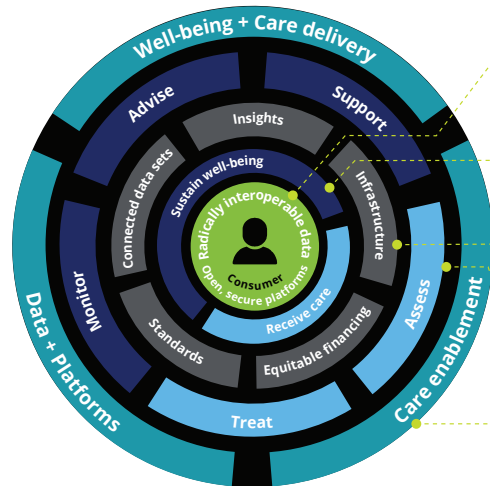 Well-being + Care delivery
Advise
Support
Insights
Connected data sets
Infrastructure
Sustain well-being
Radically interoperable data
Consumer
Open, secure platforms
Receive care
Monitor
Assess
Standards
Equitable financing
Treat
Data + Platforms
Care enablement